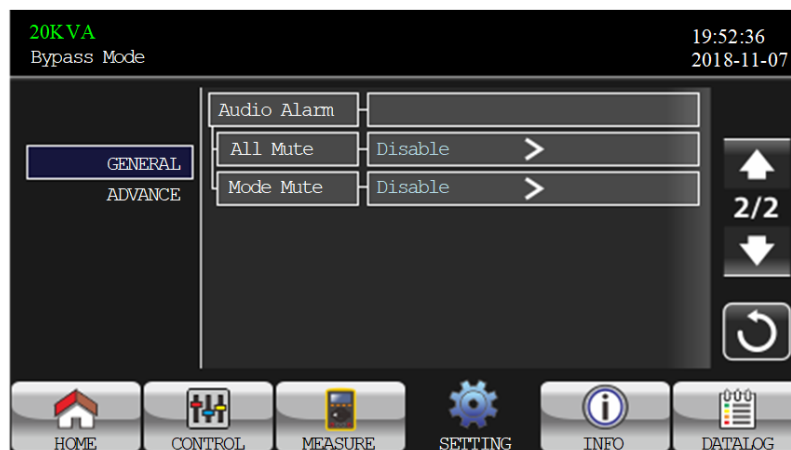 20KVA
Bypass Mode
19:52:36
2018-11-07
GENERAL
ADVANCE
Audio Alarm
All Mute Disable >
Mode Mute Disable >
2/2
HOME CONTROL MEASURE SETTING INFO DATALOG